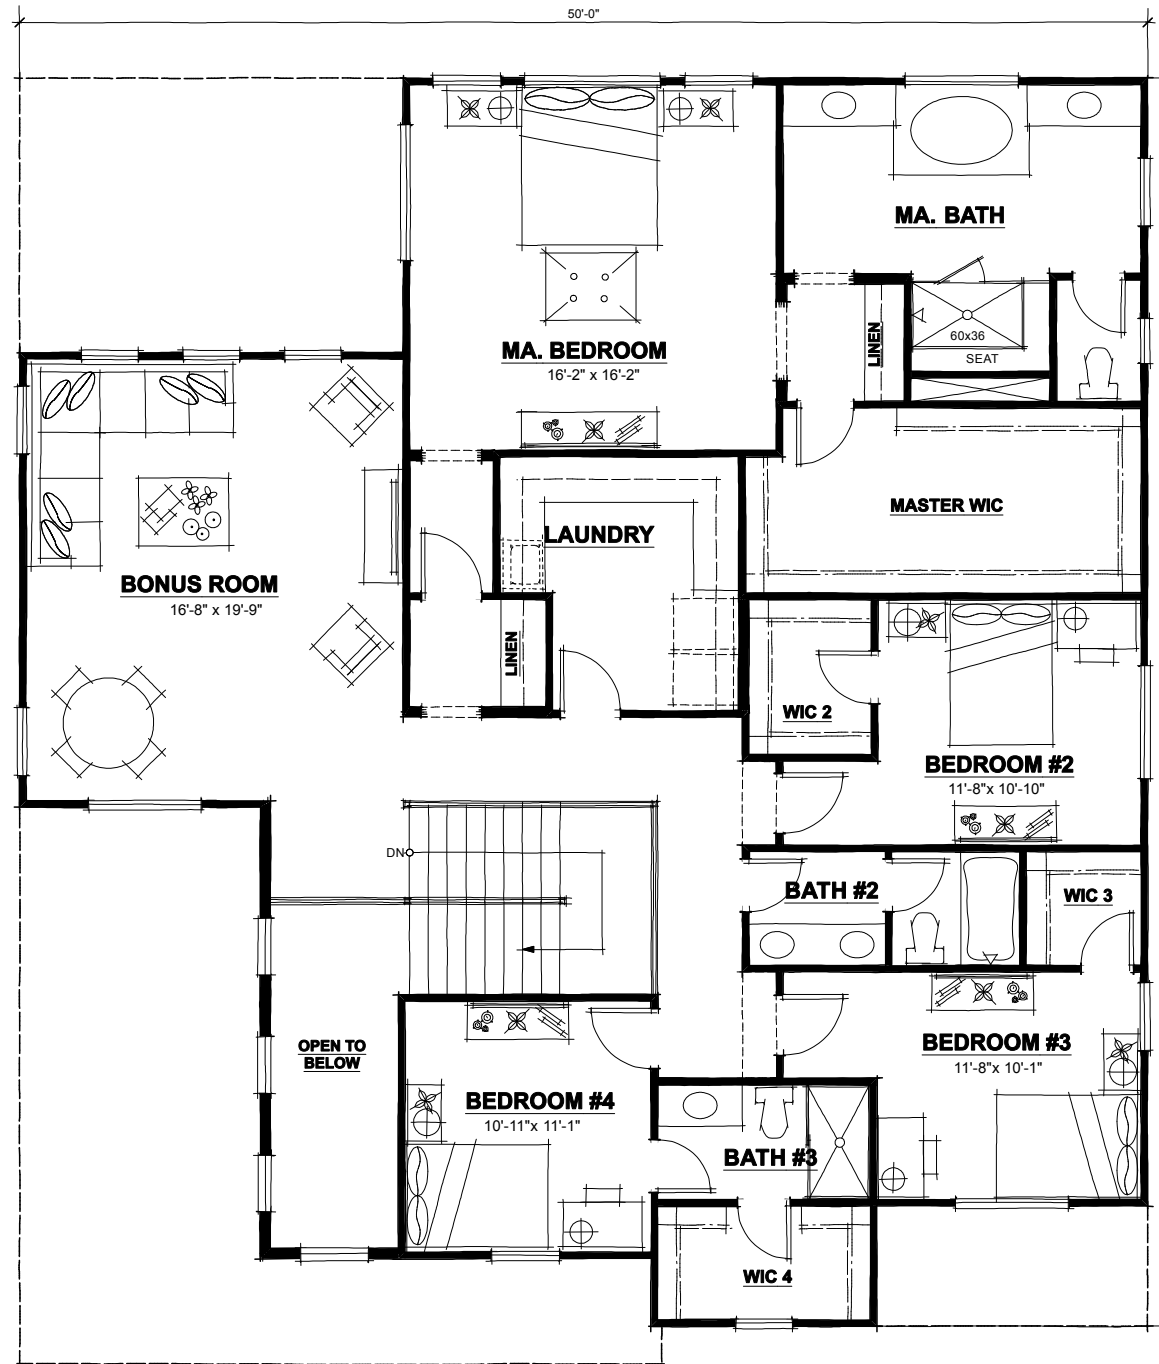 50'-0"
MA. BATH
60x36
SEAT
LINEN
MA. BEDROOM
16'-2" x 16'-2"
MASTER WIC
LAUNDRY
BONUS ROOM
16'-8" x 19'-9"
LINEN
WIC 2
BEDROOM #2
11'-8"x 10'-10"
DN
BATH #2
WIC 3
OPEN TO
BELOW
BEDROOM #3
11'-8"x 10'-1"
BEDROOM #4
10'-11"x 11'-1"
BATH #3
WIC 4